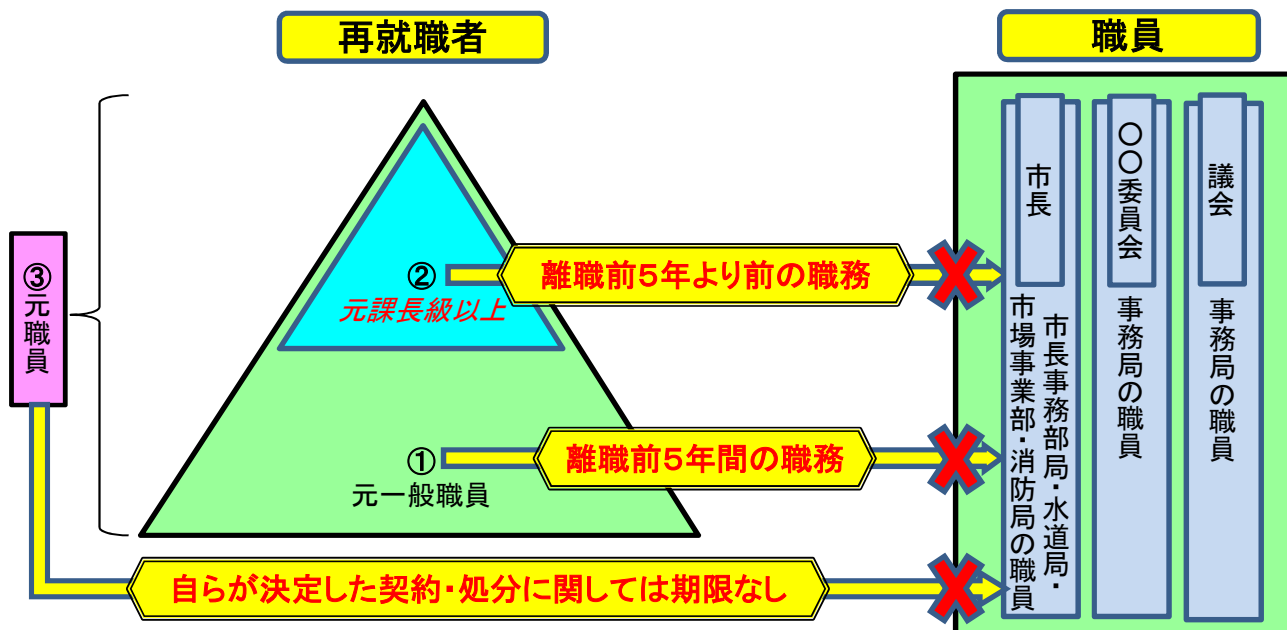 再就職者
職員
③元職員
②
元課長級以上
離職前5年より前の職務
①
元一般職員
離職前5年間の職務
自らが決定した契約・処分に関しては期限なし
市長
市長事務部局・水道局・
市場事業部・消防局の職員
〇〇委員会
事務局の職員
議会
事務局の職員